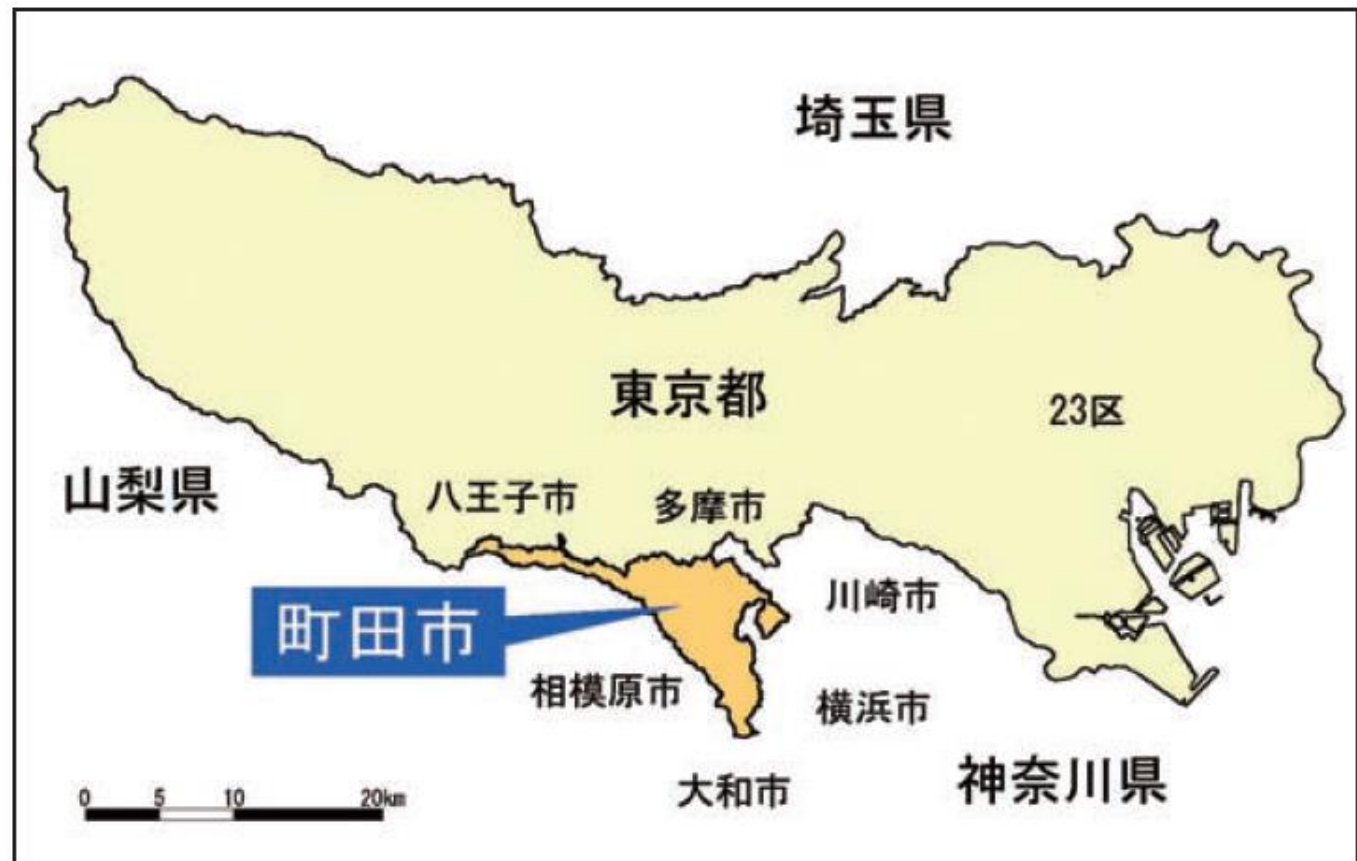 埼玉県
東京都
23区
山梨県
八王子市
多摩市
町田市
川崎市
相模原市
横浜市
大和市
神奈川県
0 5 10 20km